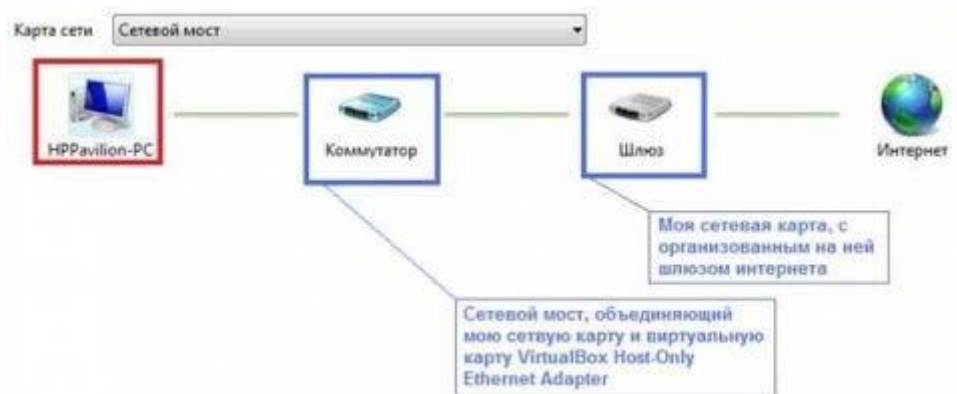 Карта сети Сетевой мост
HPPavilion-PC Коммутатор Шлюз Интернет
Моя сетевая карта, с
организованным на ней
шлюзом интернета
Сетевой мост, объединяющий
мою сетвую карту и виртуальную
карту VirtualBox Host-Only
Ethernet Adapter